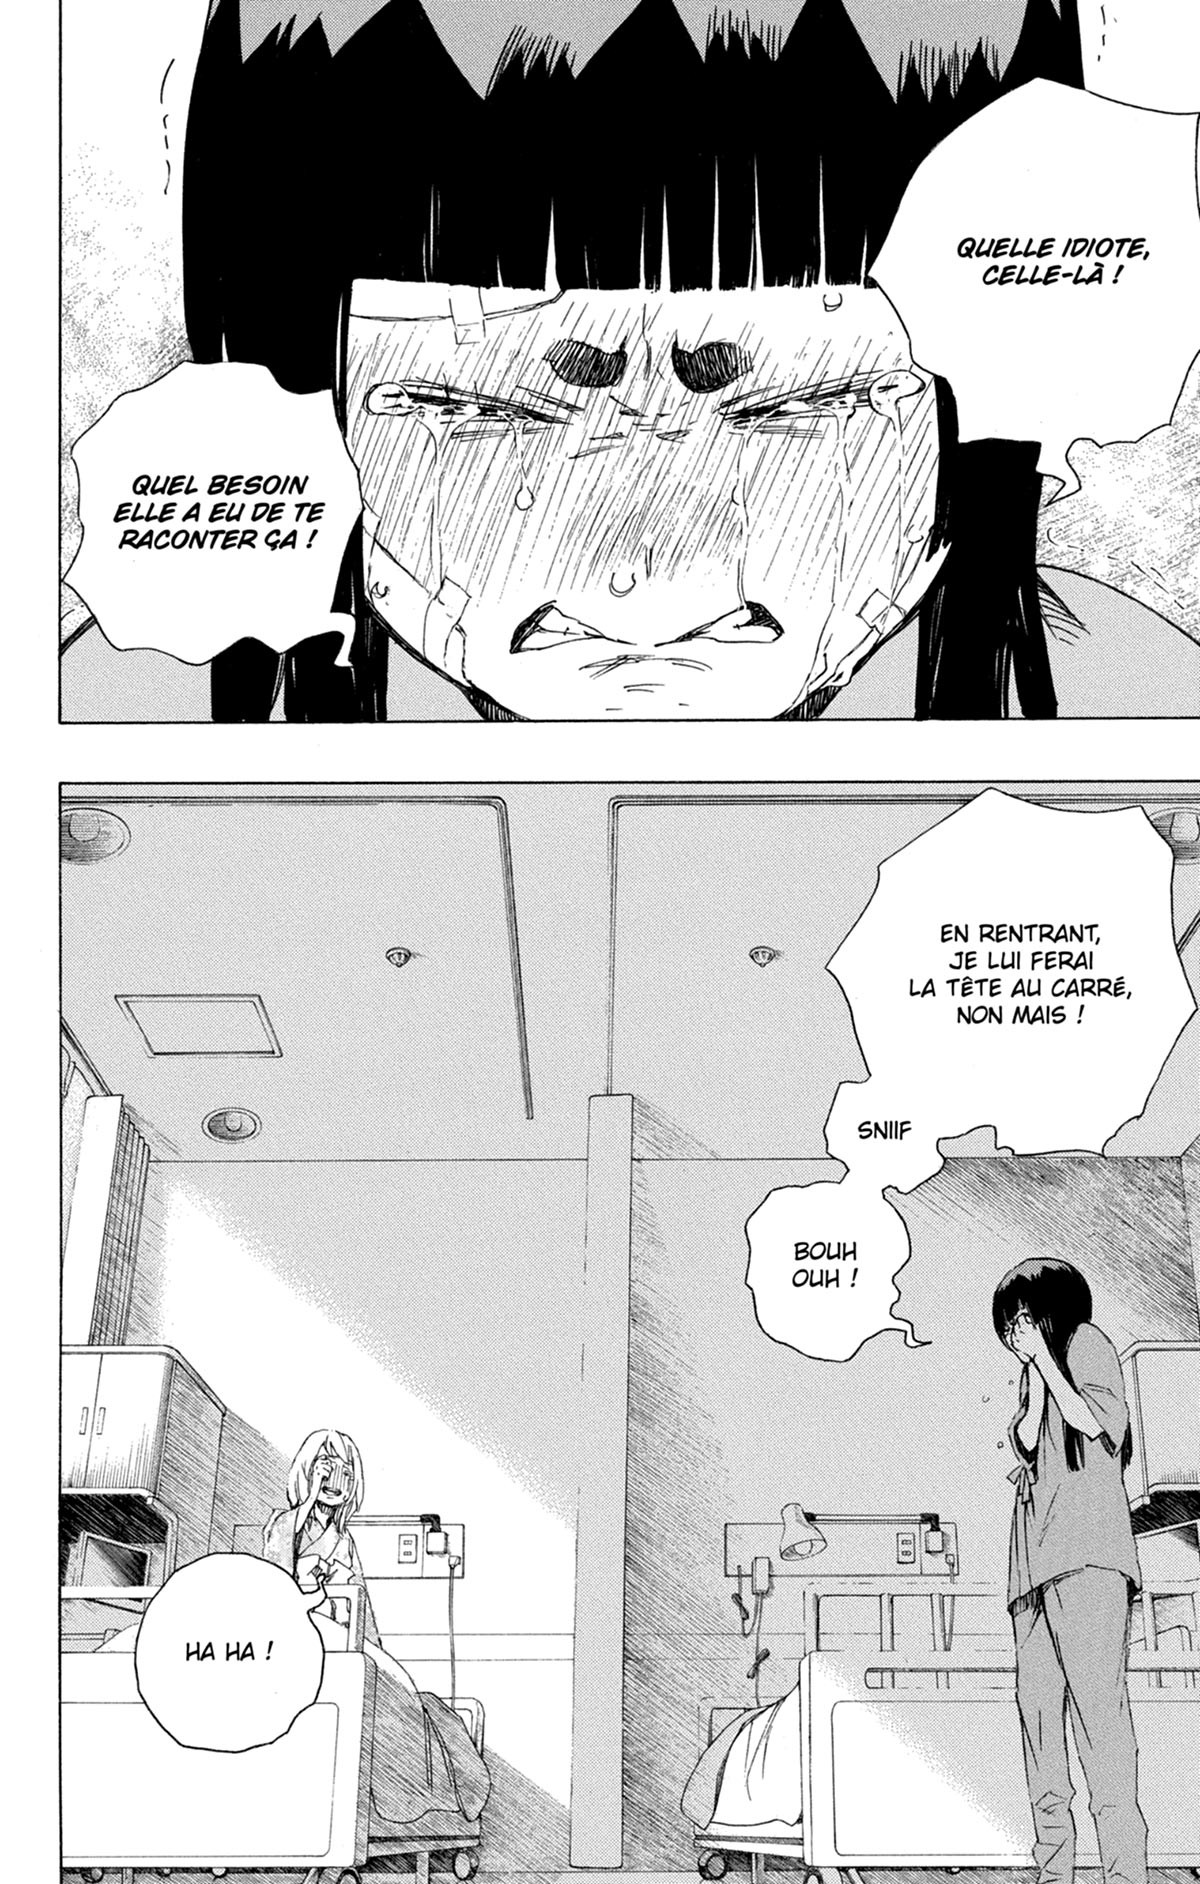 QUELLE IDIOTE,
CELLE-LÀ !
QUEL BESOIN
ELLE A EU DE TE
RACONTER ÇA !
EN RENTRANT,
JE LUI FERAI
LA TÊTE AU CARRÉ,
NON MAIS !
SNIIF
BOUH
OUH !
HA HA !